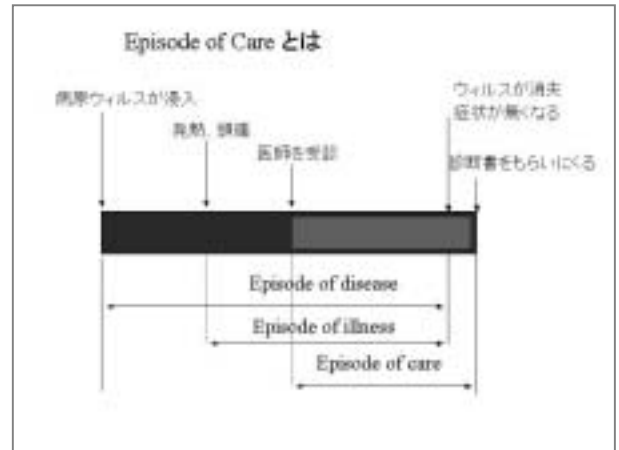 Episode of Care とは
病原ウィルスが侵入
発熱、頭痛
医師を受診
ウィルスが消失
症状が無くなる
診断書をもらいにくる
Episode of disease
Episode of illness
Episode of care